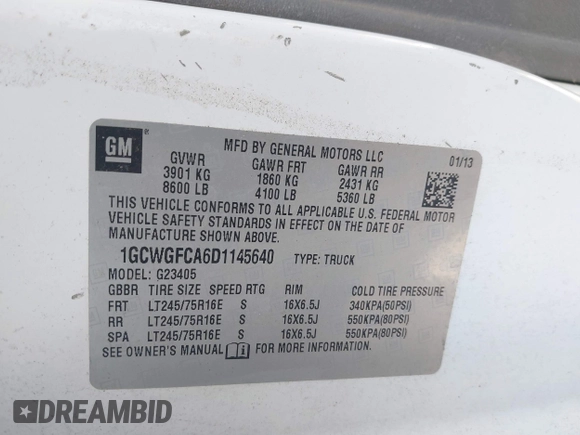 GM
MFD BY GENERAL MOTORS LLC
01/13
GVWR GAWR FRT GAWR RR
3901 KG 1860 KG 2431 KG
8600 LB 4100 LB 5360 LB
THIS VEHICLE CONFORMS TO ALL APPLICABLE U.S. FEDERAL MOTOR
VEHICLE SAFETY STANDARDS IN EFFECT ON THE DATE OF
MANUFACTURE SHOWN ABOVE.
1GCWGFCA6D1145640 TYPE: TRUCK
MODEL: G23405
GBBR TIRE SIZE SPEED RTG RIM COLD TIRE PRESSURE
FRT LT245/75R16E S 16X6.5J 340KPA(50PSI)
RR LT245/75R16E S 16X6.5J 550KPA(80PSI)
SPA LT245/75R16E S 16X6.5J 550KPA(80PSI)
SEE OWNER'S MANUAL FOR MORE INFORMATION.
DREAMBID